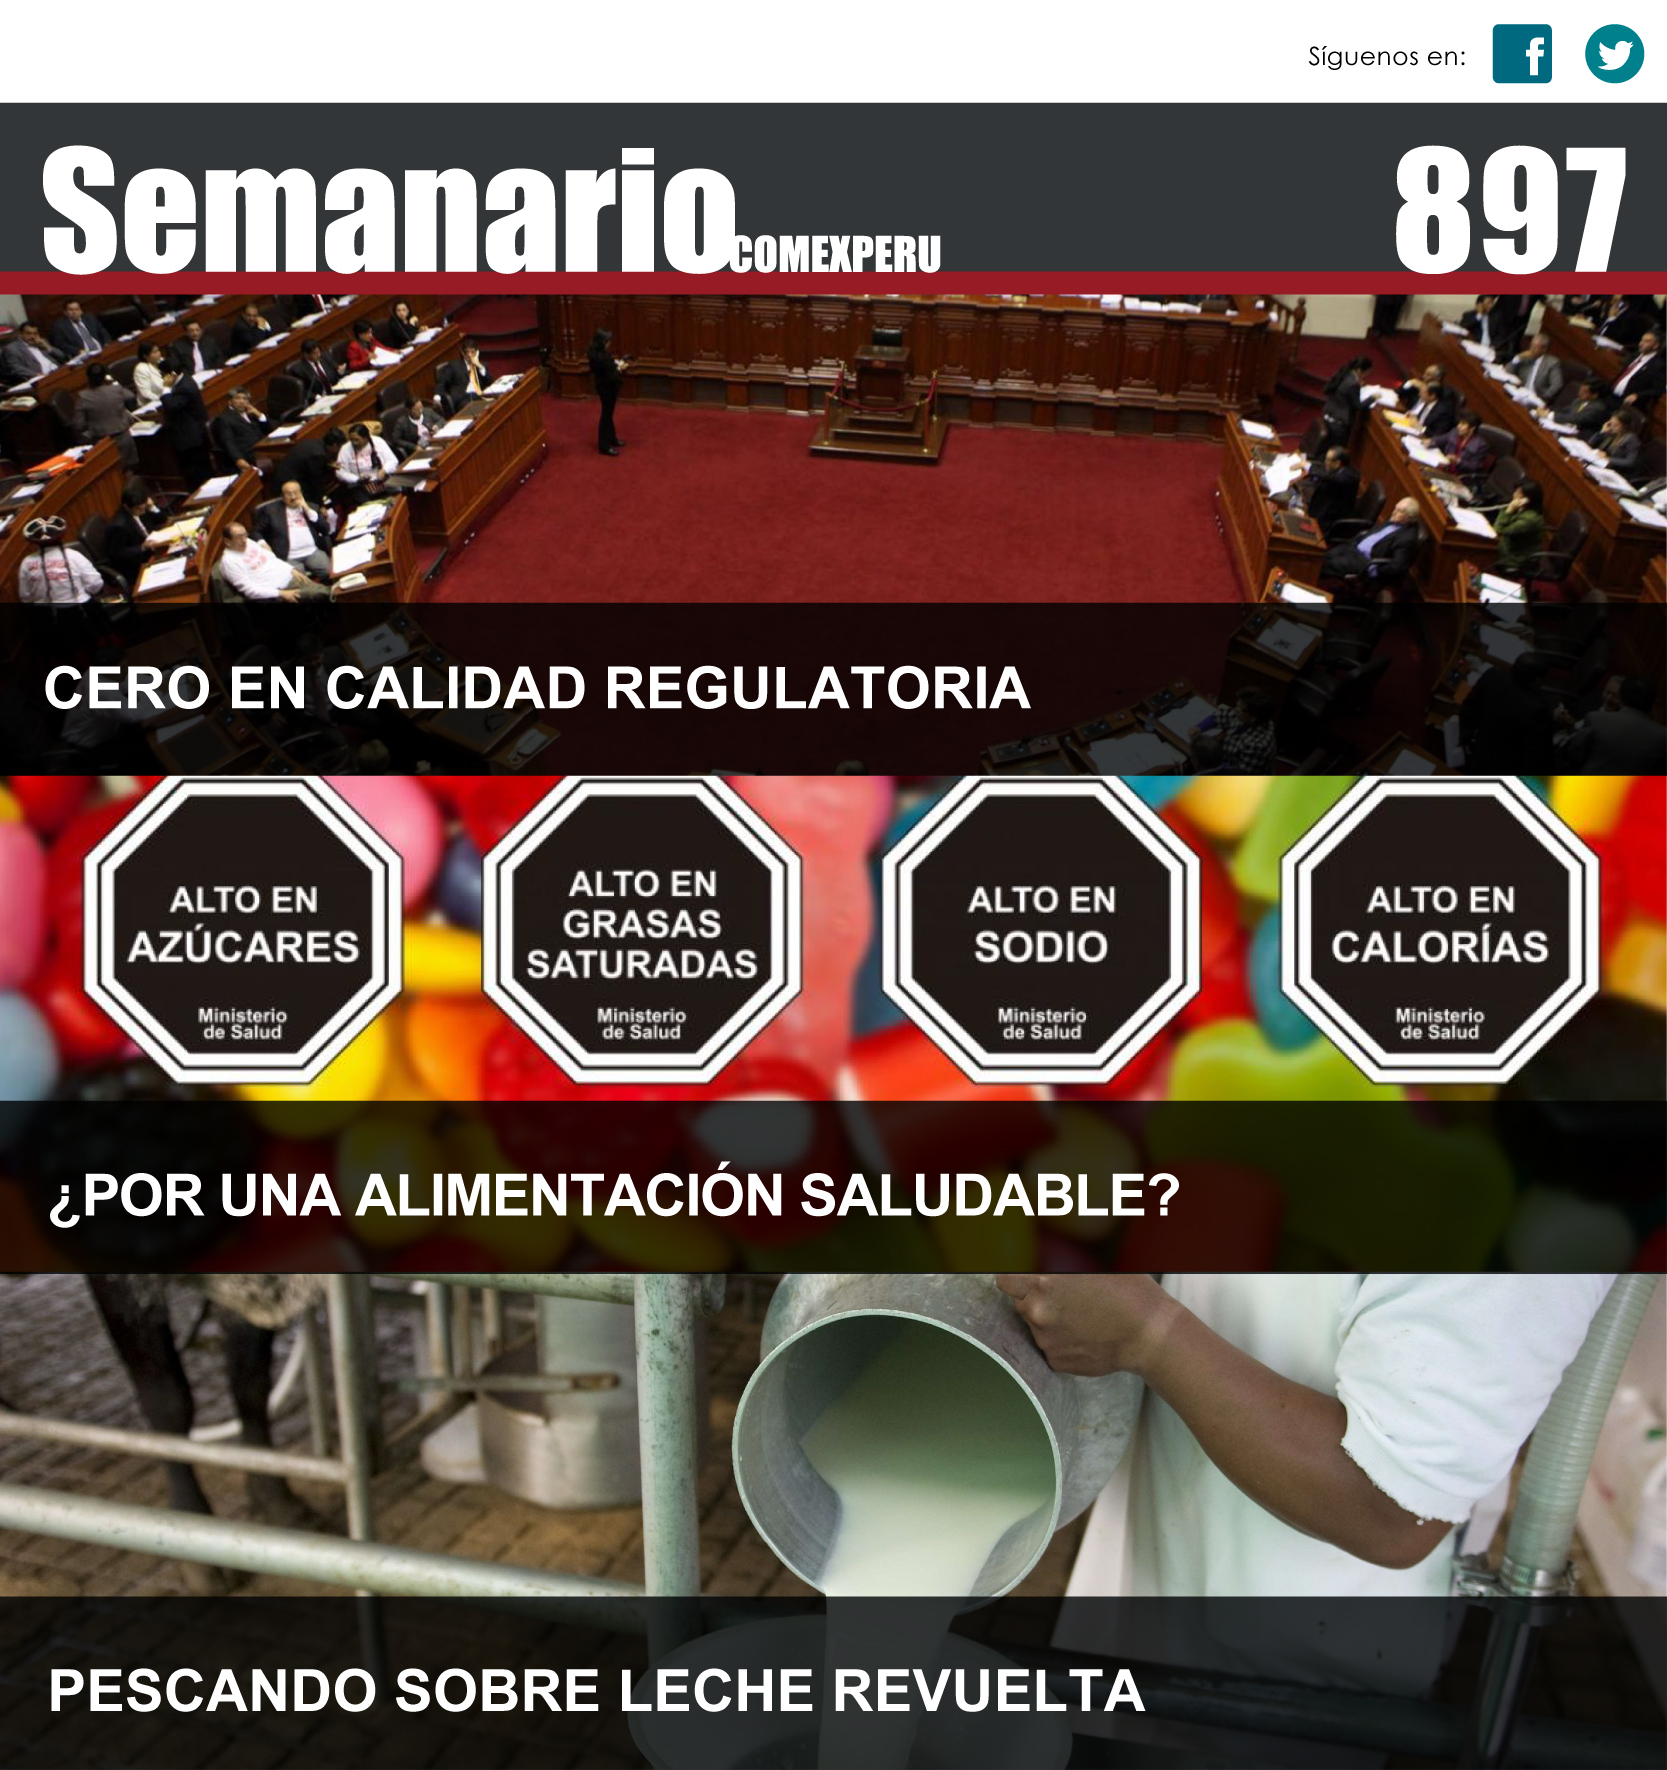 Síguenos en:
Semanario COMEXPERU 897
CERO EN CALIDAD REGULATORIA
ALTO EN
AZÚCARES
Ministerio
de Salud
ALTO EN
GRASAS
SATURADAS
Ministerio
de Salud
ALTO EN
SODIO
Ministerio
de Salud
ALTO EN
CALORÍAS
Ministerio
de Salud
¿POR UNA ALIMENTACIÓN SALUDABLE?
PESCANDO SOBRE LECHE REVUELTA